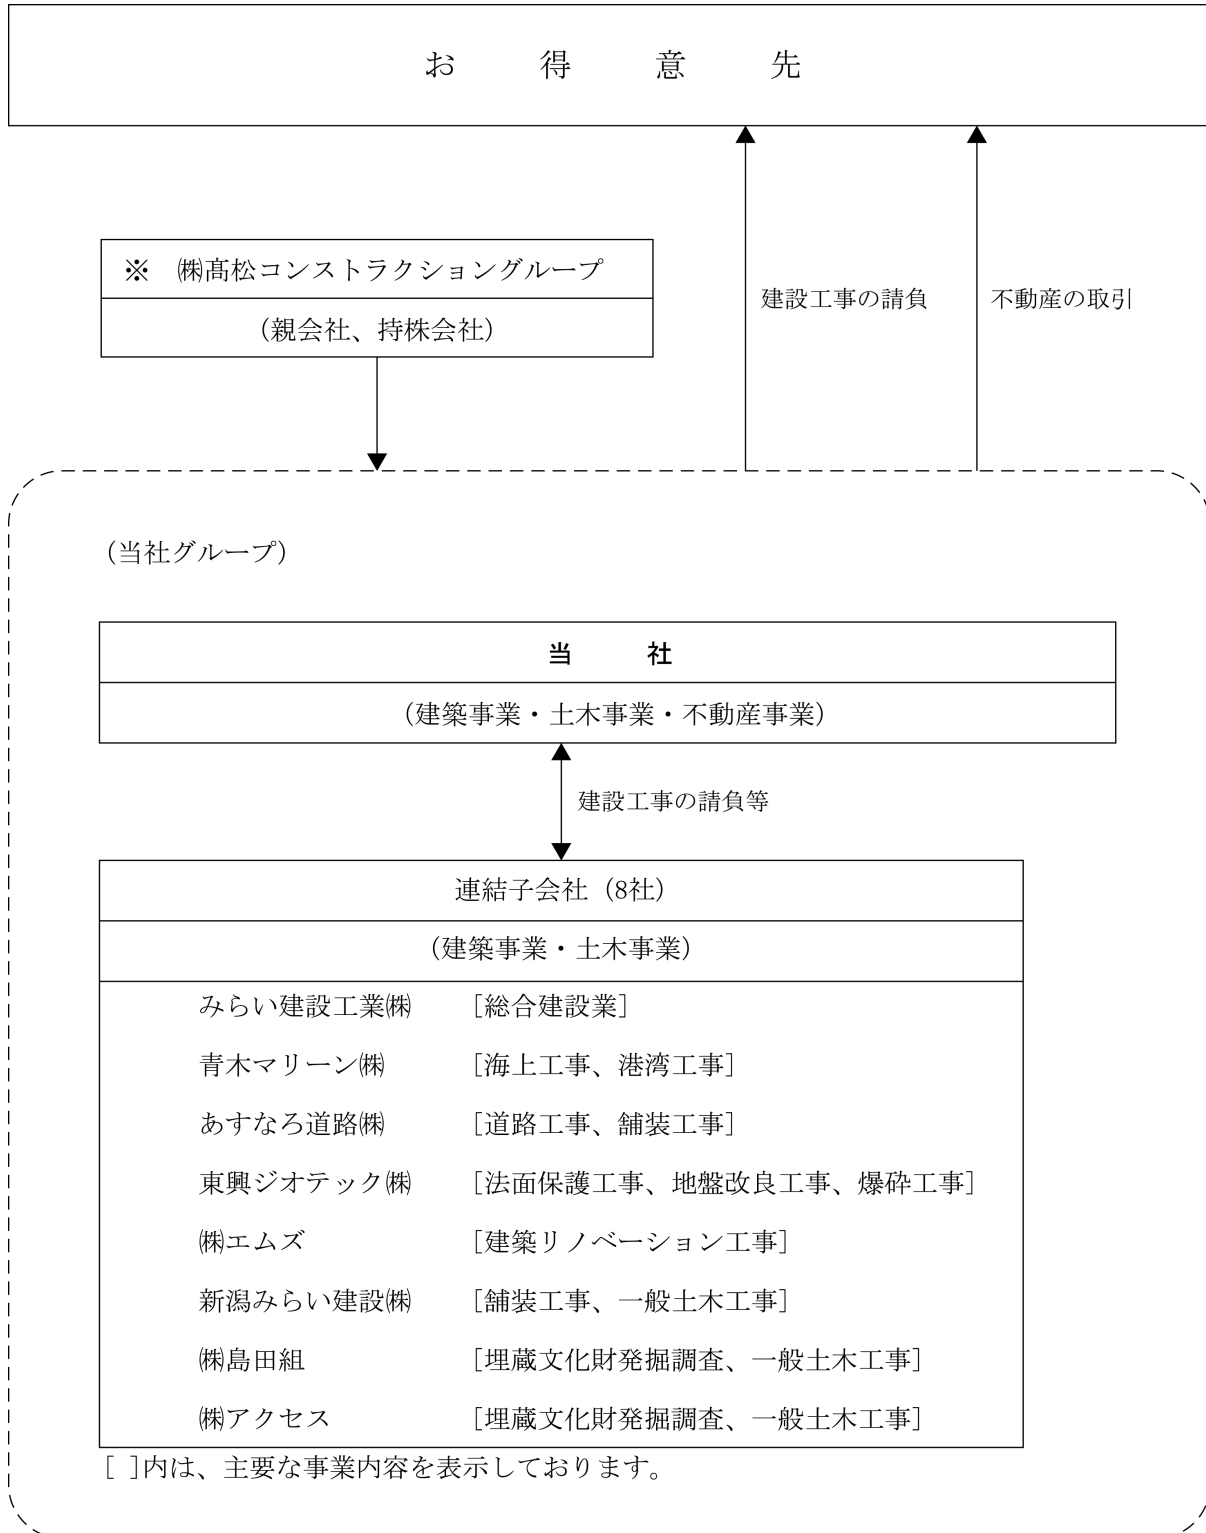 お得意先
※　㈱髙松コンストラクショングループ
（親会社、持株会社）
建設工事の請負
不動産の取引
（当社グループ）
当社
（建築事業・土木事業・不動産事業）
建設工事の請負等
連結子会社（8社）
（建築事業・土木事業）
みらい建設工業㈱　［総合建設業］
青木マリーン㈱　［海上工事、港湾工事］
あすなろ道路㈱　［道路工事、舗装工事］
東興ジオテック㈱　［法面保護工事、地盤改良工事、爆砕工事］
㈱エムズ　［建築リノベーション工事］
新潟みらい建設㈱　［舗装工事、一般土木工事］
㈱島田組　［埋蔵文化財発掘調査、一般土木工事］
㈱アクセス　［埋蔵文化財発掘調査、一般土木工事］
［ ］内は、主要な事業内容を表示しております。